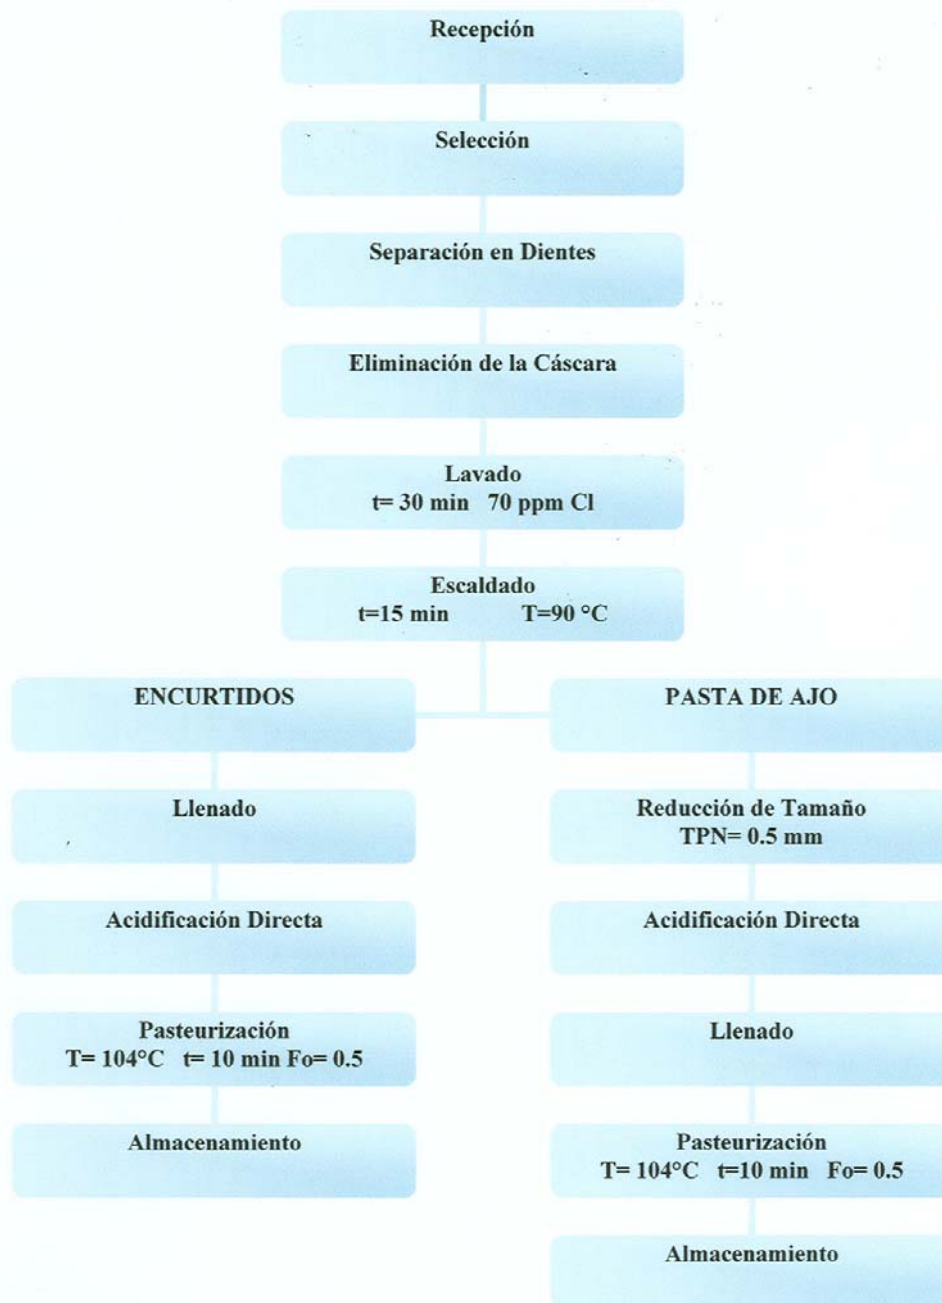 Recepción
Selección
Separación en Dientes
Eliminación de la Cáscara
Lavado
t= 30 min 70 ppm Cl
Escaldado
t=15 min T=90 °C
ENCURTIDOS
Llenado
Acidificación Directa
Pasteurización
T= 104°C t= 10 min Fo= 0.5
Almacenamiento
PASTA DE AJO
Reducción de Tamaño
TPN= 0.5 mm
Acidificación Directa
Llenado
Pasteurización
T= 104°C t=10 min Fo= 0.5
Almacenamiento